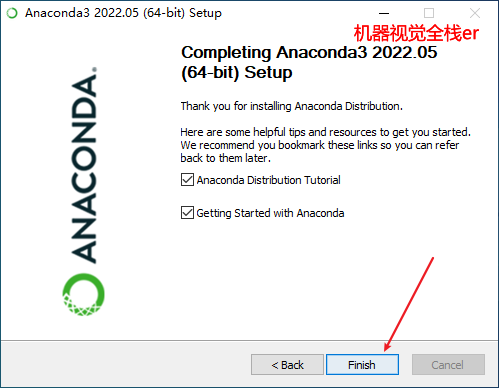 Anaconda3 2022.05 (64-bit) Setup
机器视觉全栈er
Completing Anaconda3 2022.05
(64-bit) Setup
ANACONDA.
Thank you for installing Anaconda Distribution.
Here are some helpful tips and resources to get you started.
We recommend you bookmark these links so you can refer
back to them later.
Anaconda Distribution Tutorial
Getting Started with Anaconda
< Back
Finish
Cancel